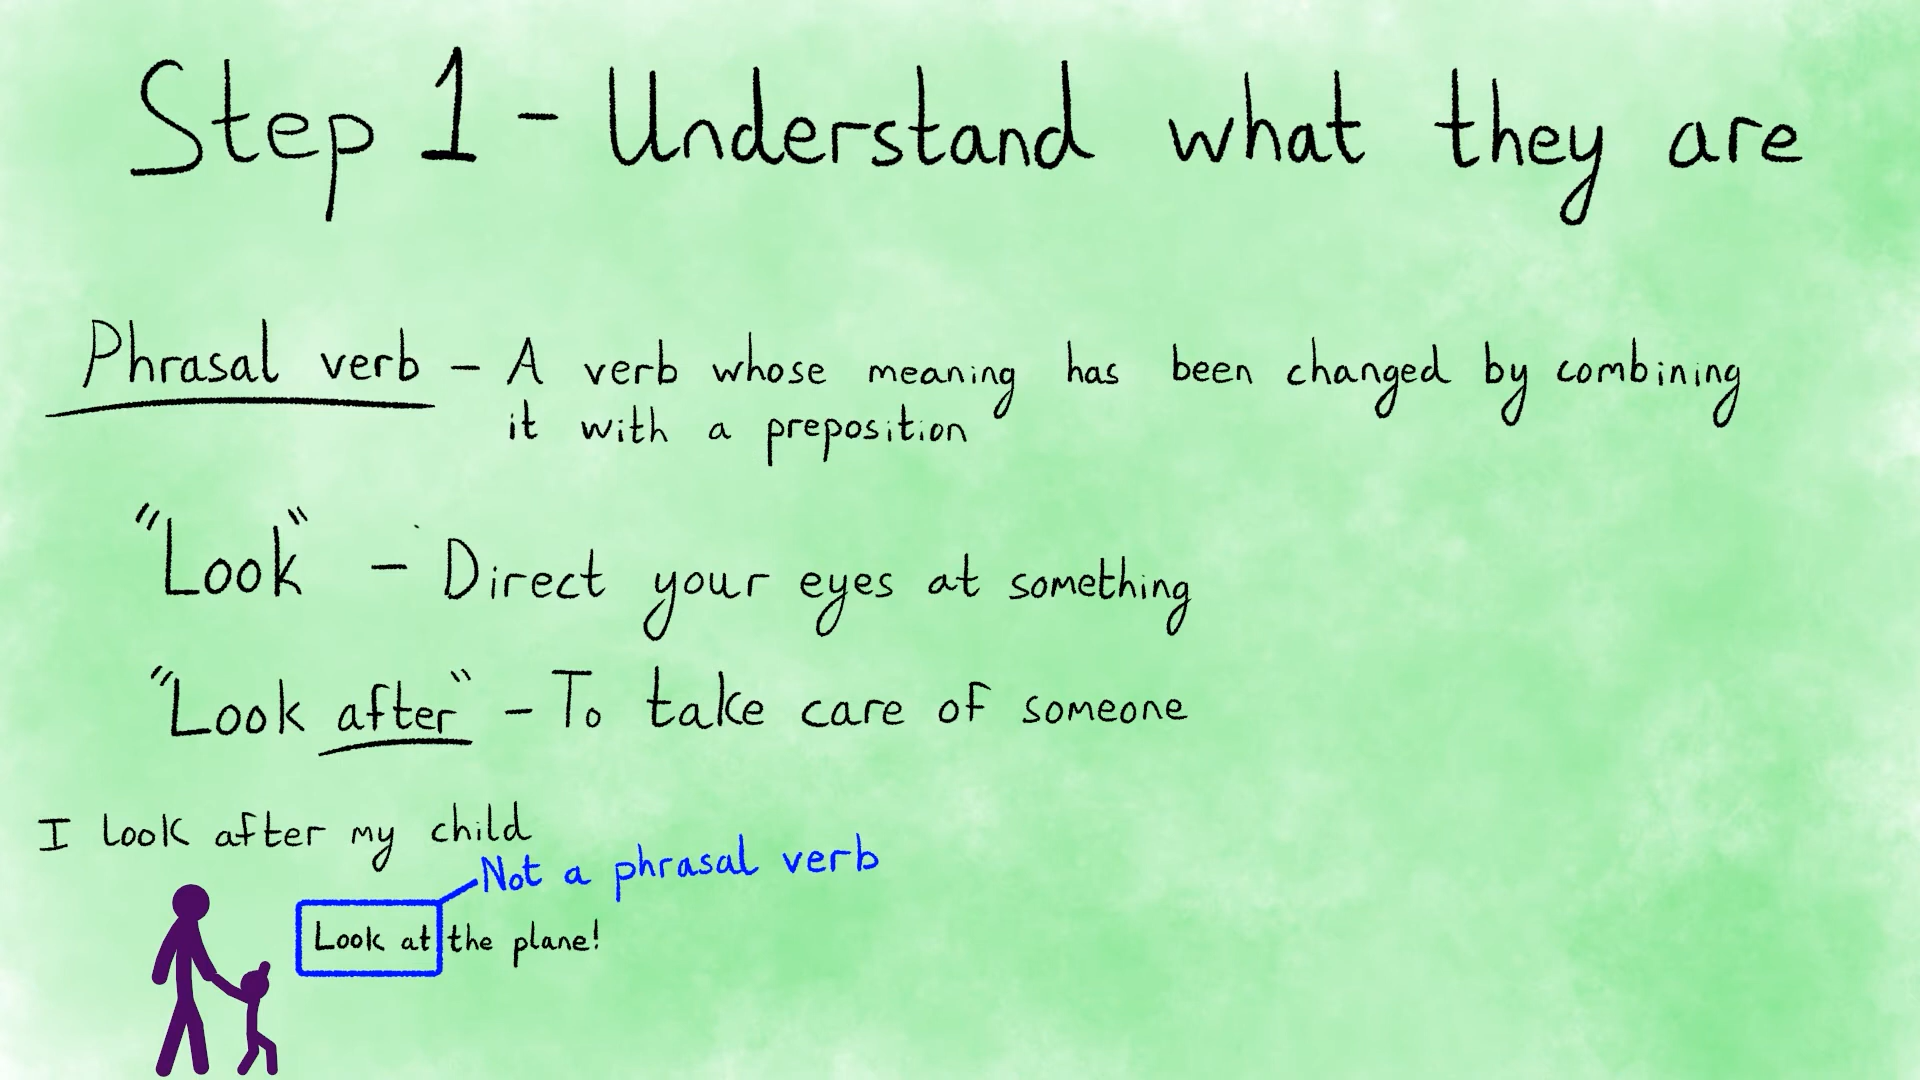 Step 1 - Understand what they are
Phrasal verb - A verb whose meaning has been changed by combining
it with a preposition
"Look" - Direct your eyes at something
"Look after" - To take care of someone
I look after my child
Not a phrasal verb
Look at the plane!